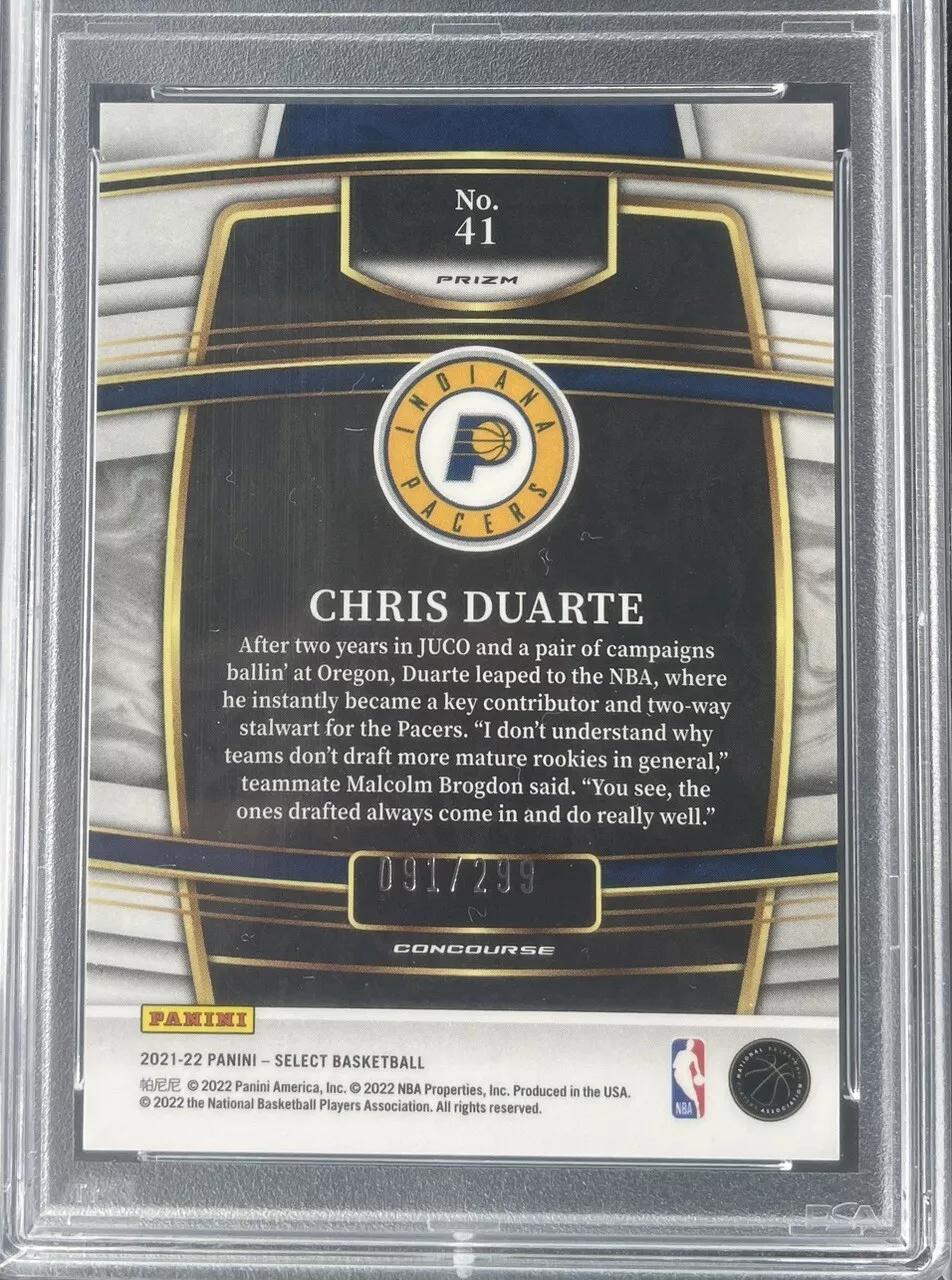 No.
41
PRIZM
INDIANA
PACERS
CHRIS DUARTE
After two years in JUCO and a pair of campaigns
ballin’ at Oregon, Duarte leaped to the NBA, where
he instantly became a key contributor and two-way
stalwart for the Pacers. “I don’t understand why
teams don’t draft more mature rookies in general,”
teammate Malcolm Brogdon said. “You see, the
ones drafted always come in and do really well.”
091/299
CONCOURSE
PANINI
2021-22 PANINI – SELECT BASKETBALL
帕尼尼 © 2022 Panini America, Inc. © 2022 NBA Properties, Inc. Produced in the USA.
© 2022 the National Basketball Players Association. All rights reserved.
NBA
NATIONAL BASKETBALL
PLAYERS ASSOCIATION
PSA